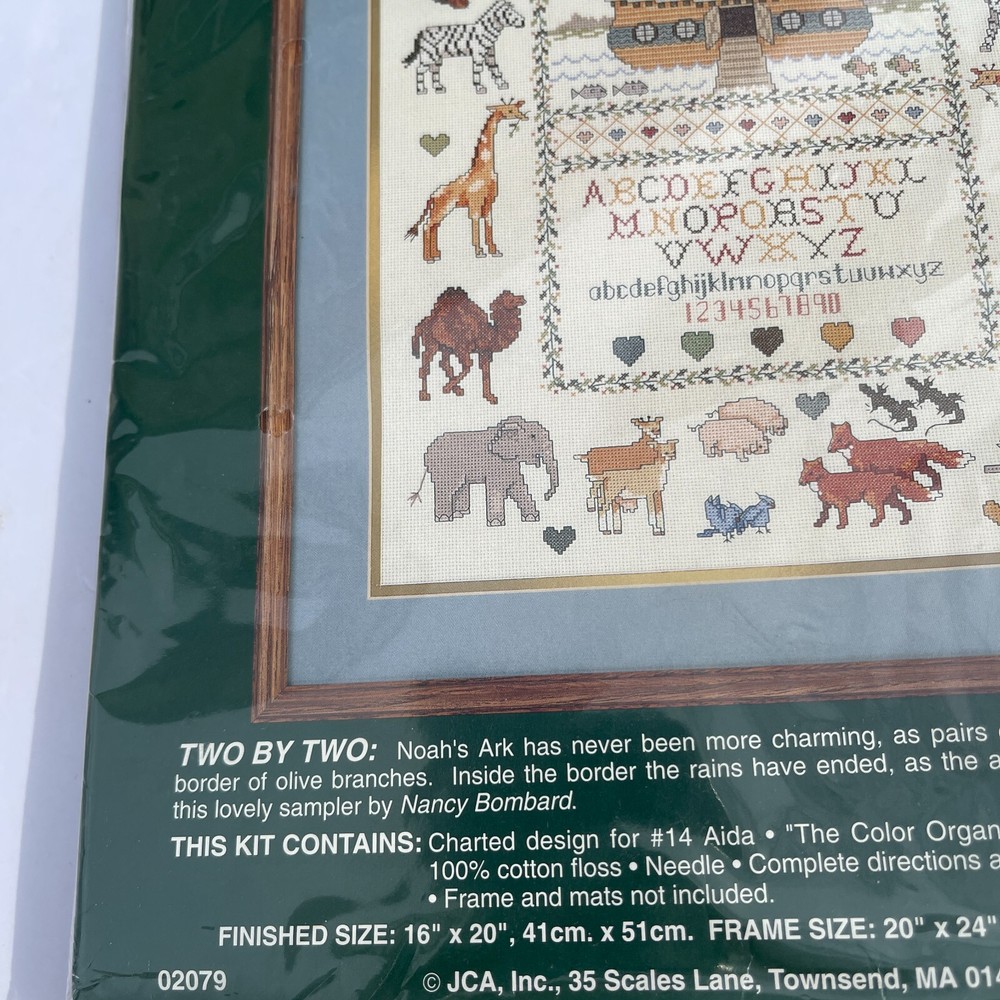 ABCDEFGHIJKL
MNOPQRSTU
VWXYZ
abcdefghijklmnopqrstuvwxyz
1234567890
TWO BY TWO: Noah's Ark has never been more charming, as pairs
border of olive branches. Inside the border the rains have ended, as the
this lovely sampler by Nancy Bombard.
THIS KIT CONTAINS: Charted design for #14 Aida • "The Color Organ
100% cotton floss • Needle • Complete directions
• Frame and mats not included.
FINISHED SIZE: 16" x 20", 41cm. x 51cm. FRAME SIZE: 20" x 24"
02079 © JCA, Inc., 35 Scales Lane, Townsend, MA 014